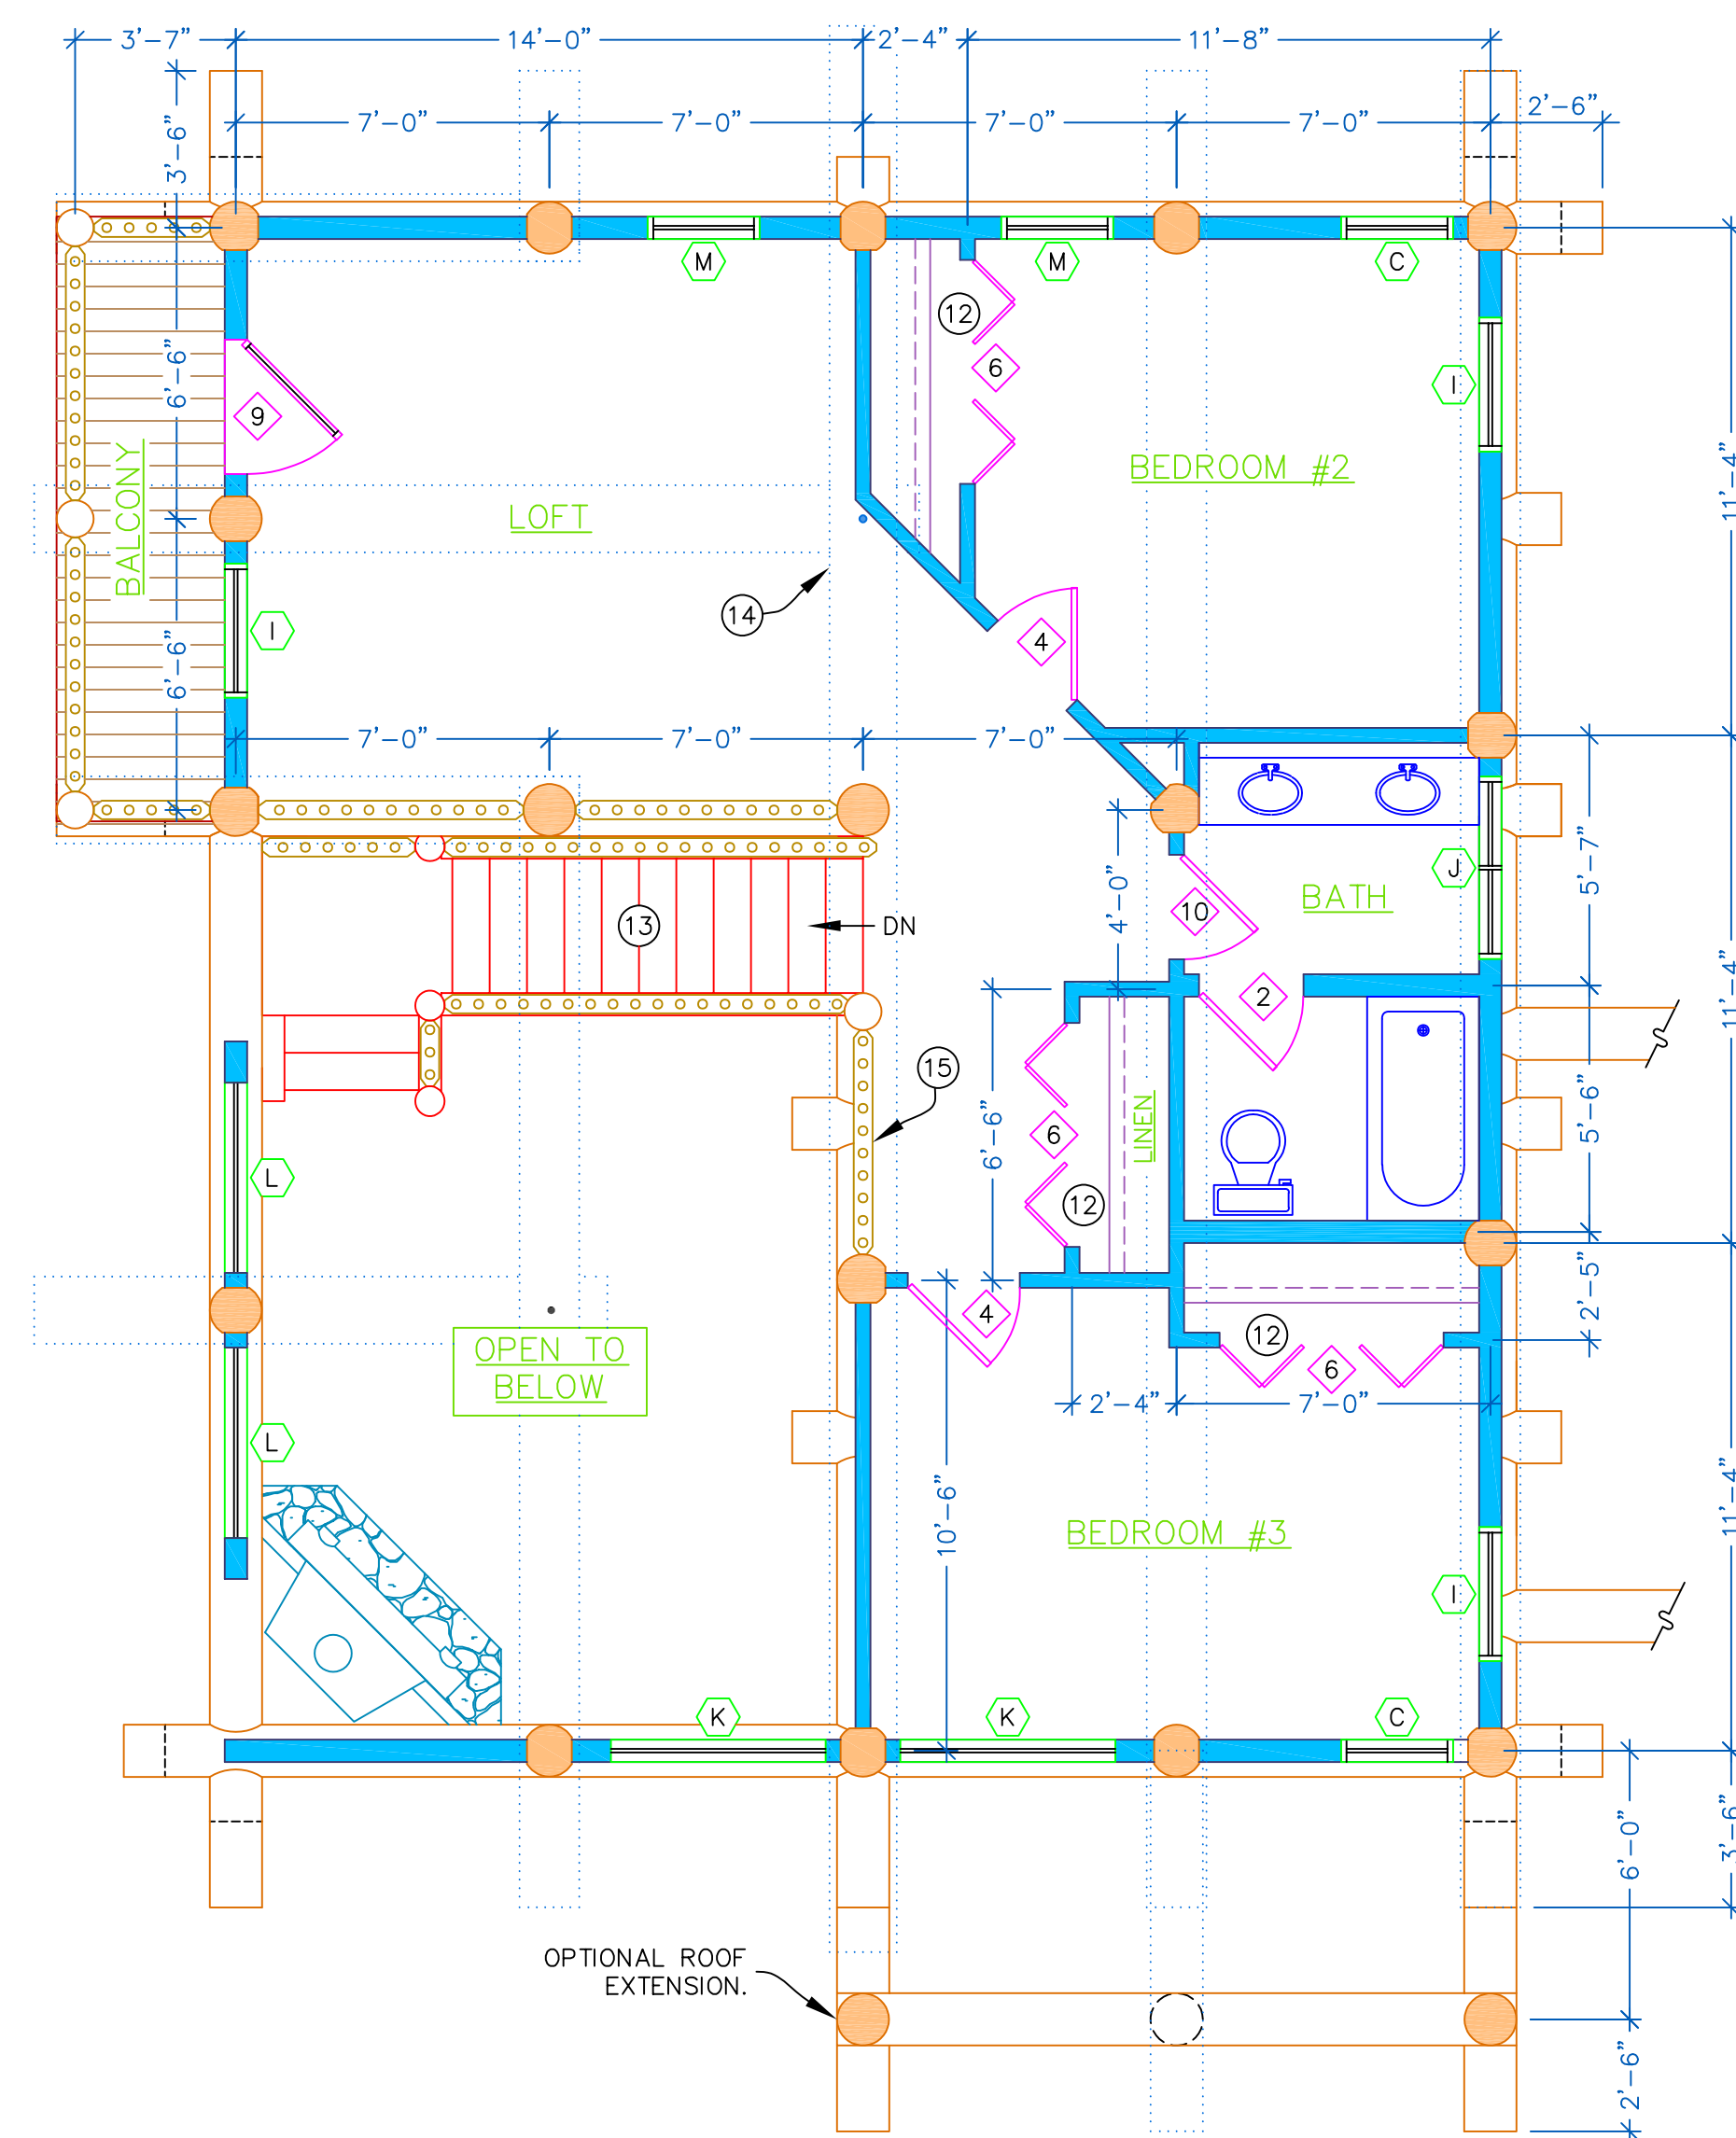 3'-7"
14'-0"
2'-4"
11'-8"
7'-0"
7'-0"
7'-0"
7'-0"
2'-6"
3'-6"
M
M
C
12
6
I
9
6'-6"
11'-4"
BEDROOM #2
BALCONY
LOFT
14
I
4
6'-6"
7'-0"
7'-0"
7'-0"
J
5'-7"
BATH
10
4'-0"
13
DN
2
11'-4"
15
6
LINEN
5'-6"
6'-6"
L
12
2'-5"
4
12
6
OPEN TO
BELOW
2'-4"
7'-0"
L
10'-6"
BEDROOM #3
11'-4"
I
K
K
C
3'-6"
6'-0"
OPTIONAL ROOF
EXTENSION.
2'-6"